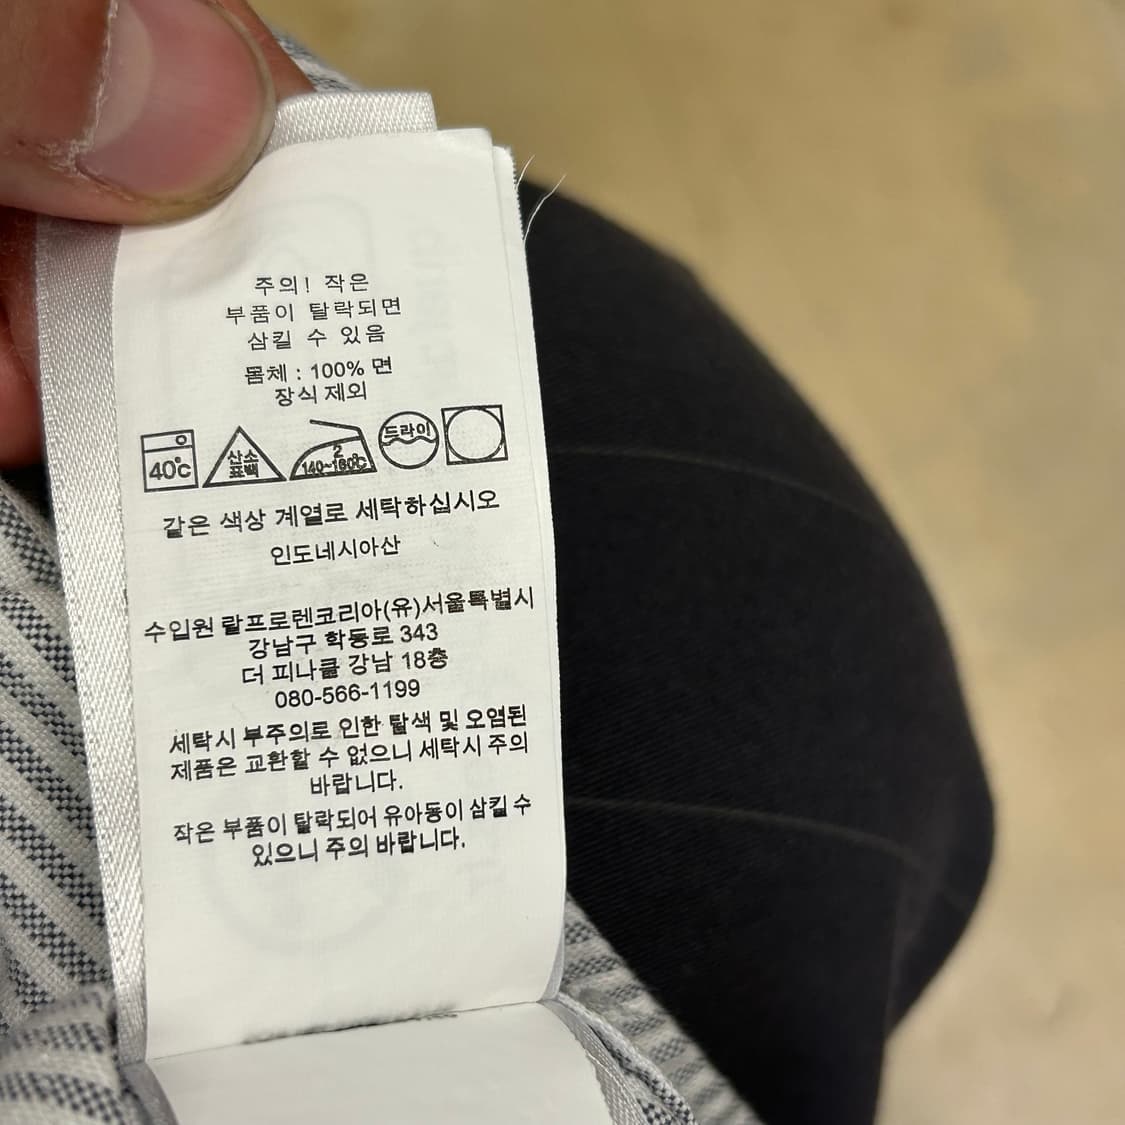 주의! 작은
부품이 탈락되면
삼킬 수 있음
몸체 : 100% 면
장식 제외
40℃
산소
표백
2
140~160℃
드라이
같은 색상 계열로 세탁하십시오
인도네시아산
수입원 랄프로렌코리아(유)서울특별시
강남구 학동로 343
더 피나클 강남 18층
080-566-1199
세탁시 부주의로 인한 탈색 및 오염된
제품은 교환할 수 없으니 세탁시 주의
바랍니다.
작은 부품이 탈락되어 유아동이 삼킬 수
있으니 주의 바랍니다.